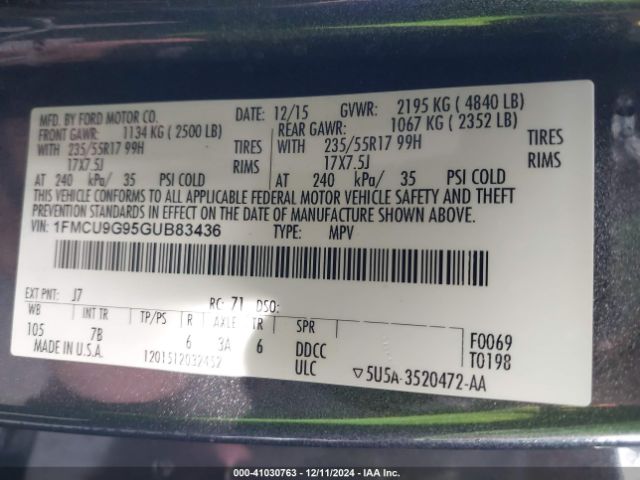 MFD. BY FORD MOTOR CO.
DATE: 12/15 GVWR: 2195 KG ( 4840 LB)
FRONT GAWR: 1134 KG ( 2500 LB)
REAR GAWR: 1067 KG ( 2352 LB)
WITH 235/55R17 99H TIRES
WITH 235/55R17 99H TIRES
17X7.5J RIMS
17X7.5J RIMS
AT 240 kPa/ 35 PSI COLD
AT 240 kPa/ 35 PSI COLD
THIS VEHICLE CONFORMS TO ALL APPLICABLE FEDERAL MOTOR VEHICLE SAFETY AND THEFT
PREVENTION STANDARDS IN EFFECT ON THE DATE OF MANUFACTURE SHOWN ABOVE.
VIN: 1FMCU9G95GUB83436 TYPE: MPV
EXT PNT: J7 RC: 71 DSO:
WB INT TR TP/PS R AXLE TR SPR
105 7B 6 3A 6 DDCC F0069
MADE IN U.S.A. 1201512032452 ULC T0198
▽5U5A-3520472-AA
000-41030763 - 12/11/2024 - IAA - US